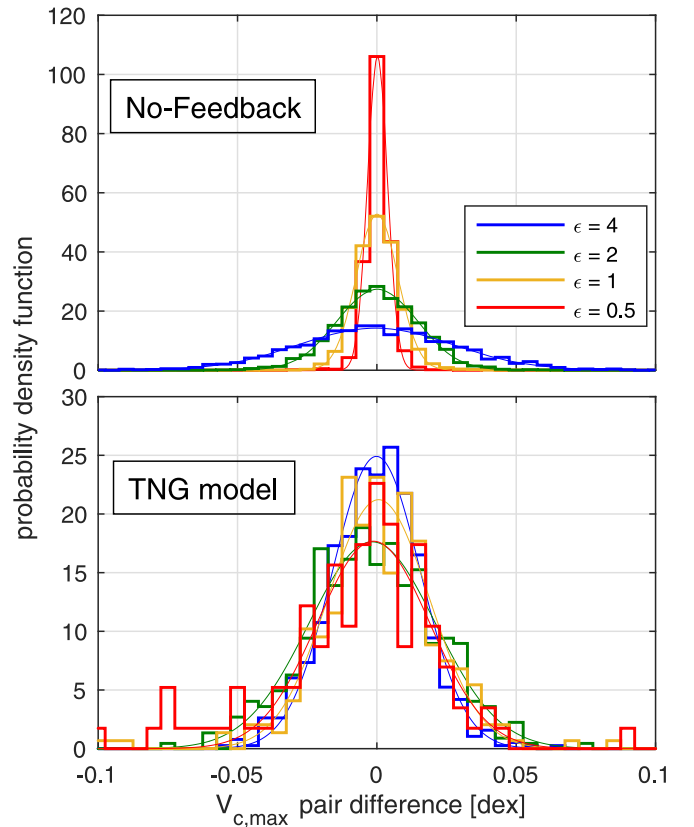 120
100
80
60
40
20
0
No-Feedback
ϵ = 4
ϵ = 2
ϵ = 1
ϵ = 0.5
probability density function
30
25
20
15
10
5
0
TNG model
-0.1 -0.05 0 0.05 0.1
V_{c,max} pair difference [dex]